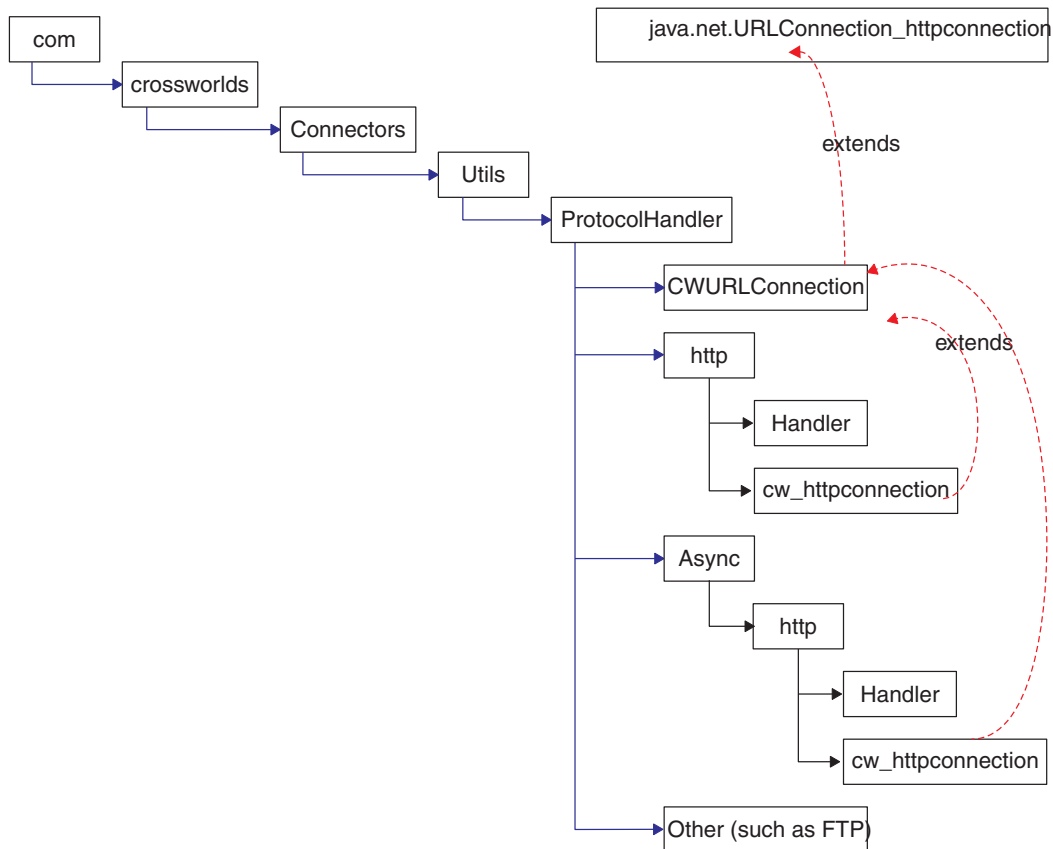 com
java.net.URLConnection_httpconnection
crossworlds
Connectors
extends
Utils
ProtocolHandler
CWURLConnection
extends
http
Handler
cw_httpconnection
Async
http
Handler
cw_httpconnection
Other (such as FTP)